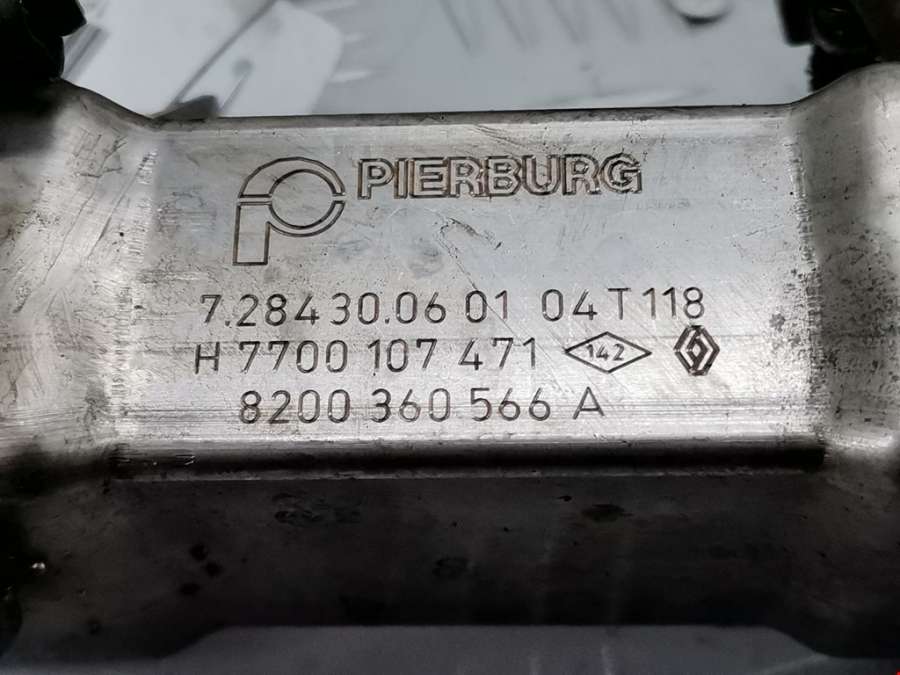 PIERBURG
7.28430.06 01 04T118
H 7700 107 471 142
8200 360 566 A